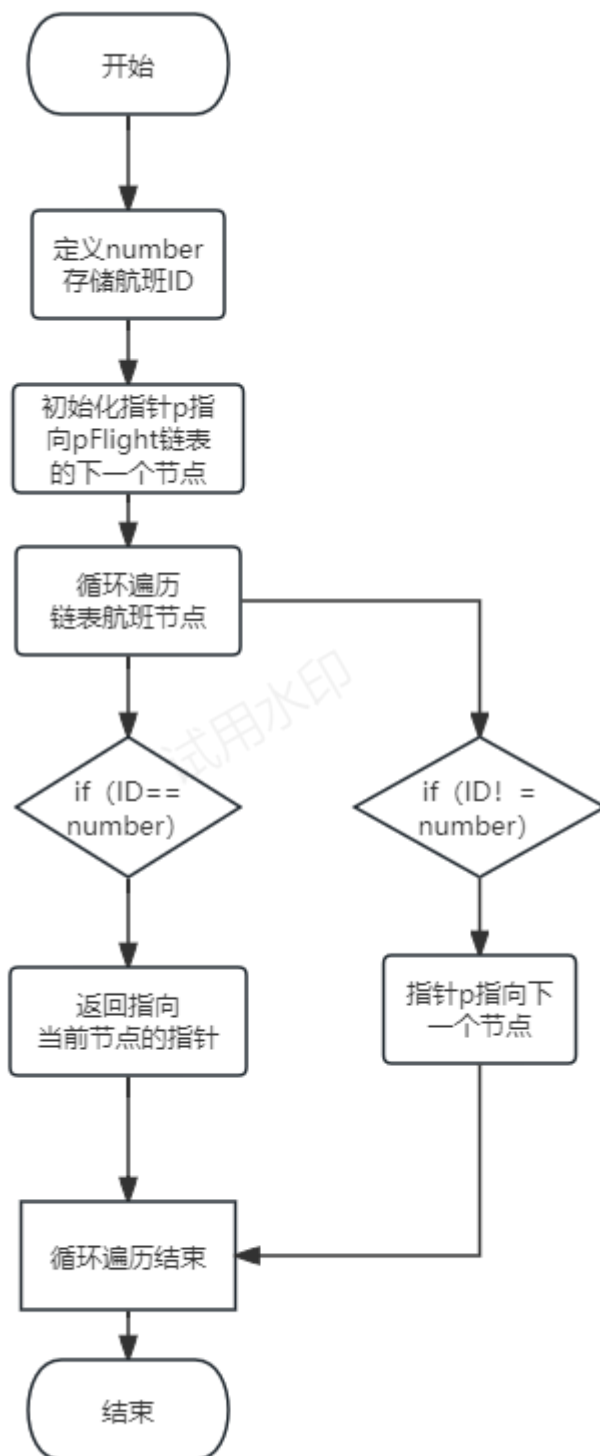 开始
定义number
存储航班ID
初始化指针p指
向pFlight链表
的下一个节点
循环遍历
链表航班节点
试用水印
if（ID==
number）
if（ID！=
number）
返回指向
当前节点的指针
指针p指向下
一个节点
循环遍历结束
结束